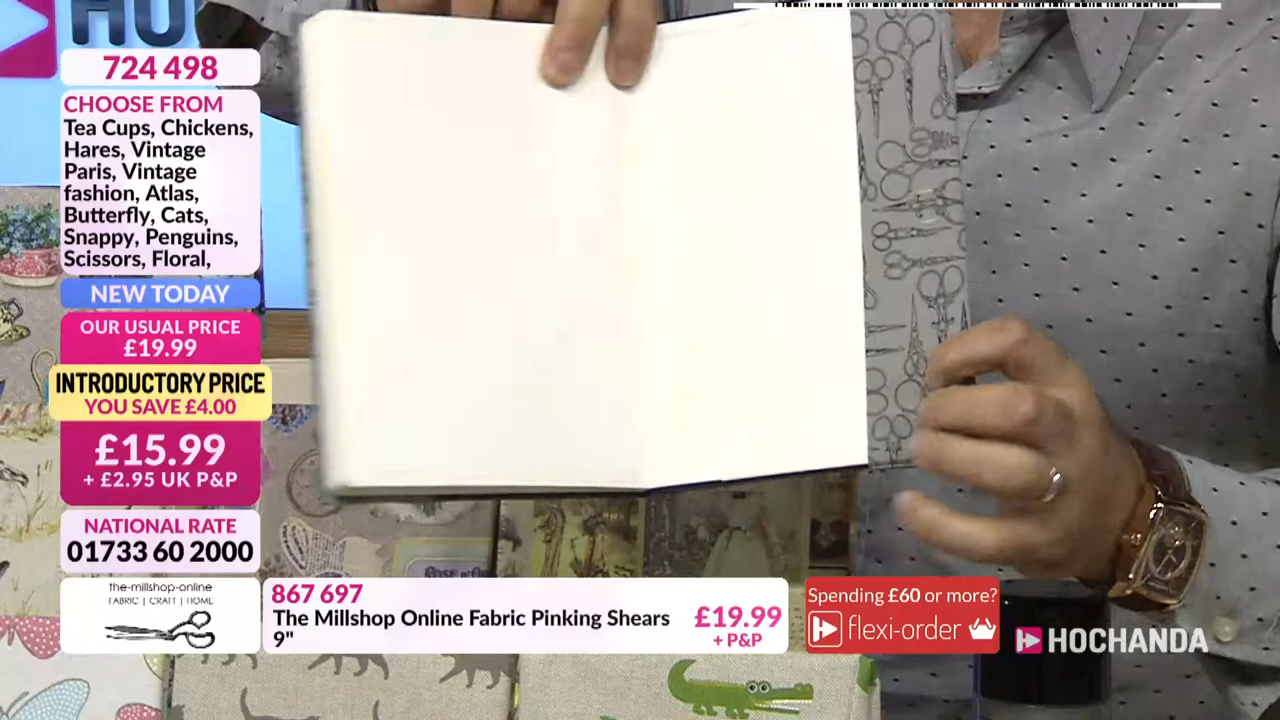 HO
724 498
CHOOSE FROM
Tea Cups, Chickens,
Hares, Vintage
Paris, Vintage
fashion, Atlas,
Butterfly, Cats,
Snappy, Penguins,
Scissors, Floral,
NEW TODAY
OUR USUAL PRICE
£19.99
INTRODUCTORY PRICE
YOU SAVE £4.00
£15.99
+ £2.95 UK P&P
NATIONAL RATE
01733 60 2000
the-millshop-online
FABRIC | CRAFT | HOME
867 697
The Millshop Online Fabric Pinking Shears
9"
£19.99
+ P&P
Spending £60 or more?
flexi-order
HOCHANDA